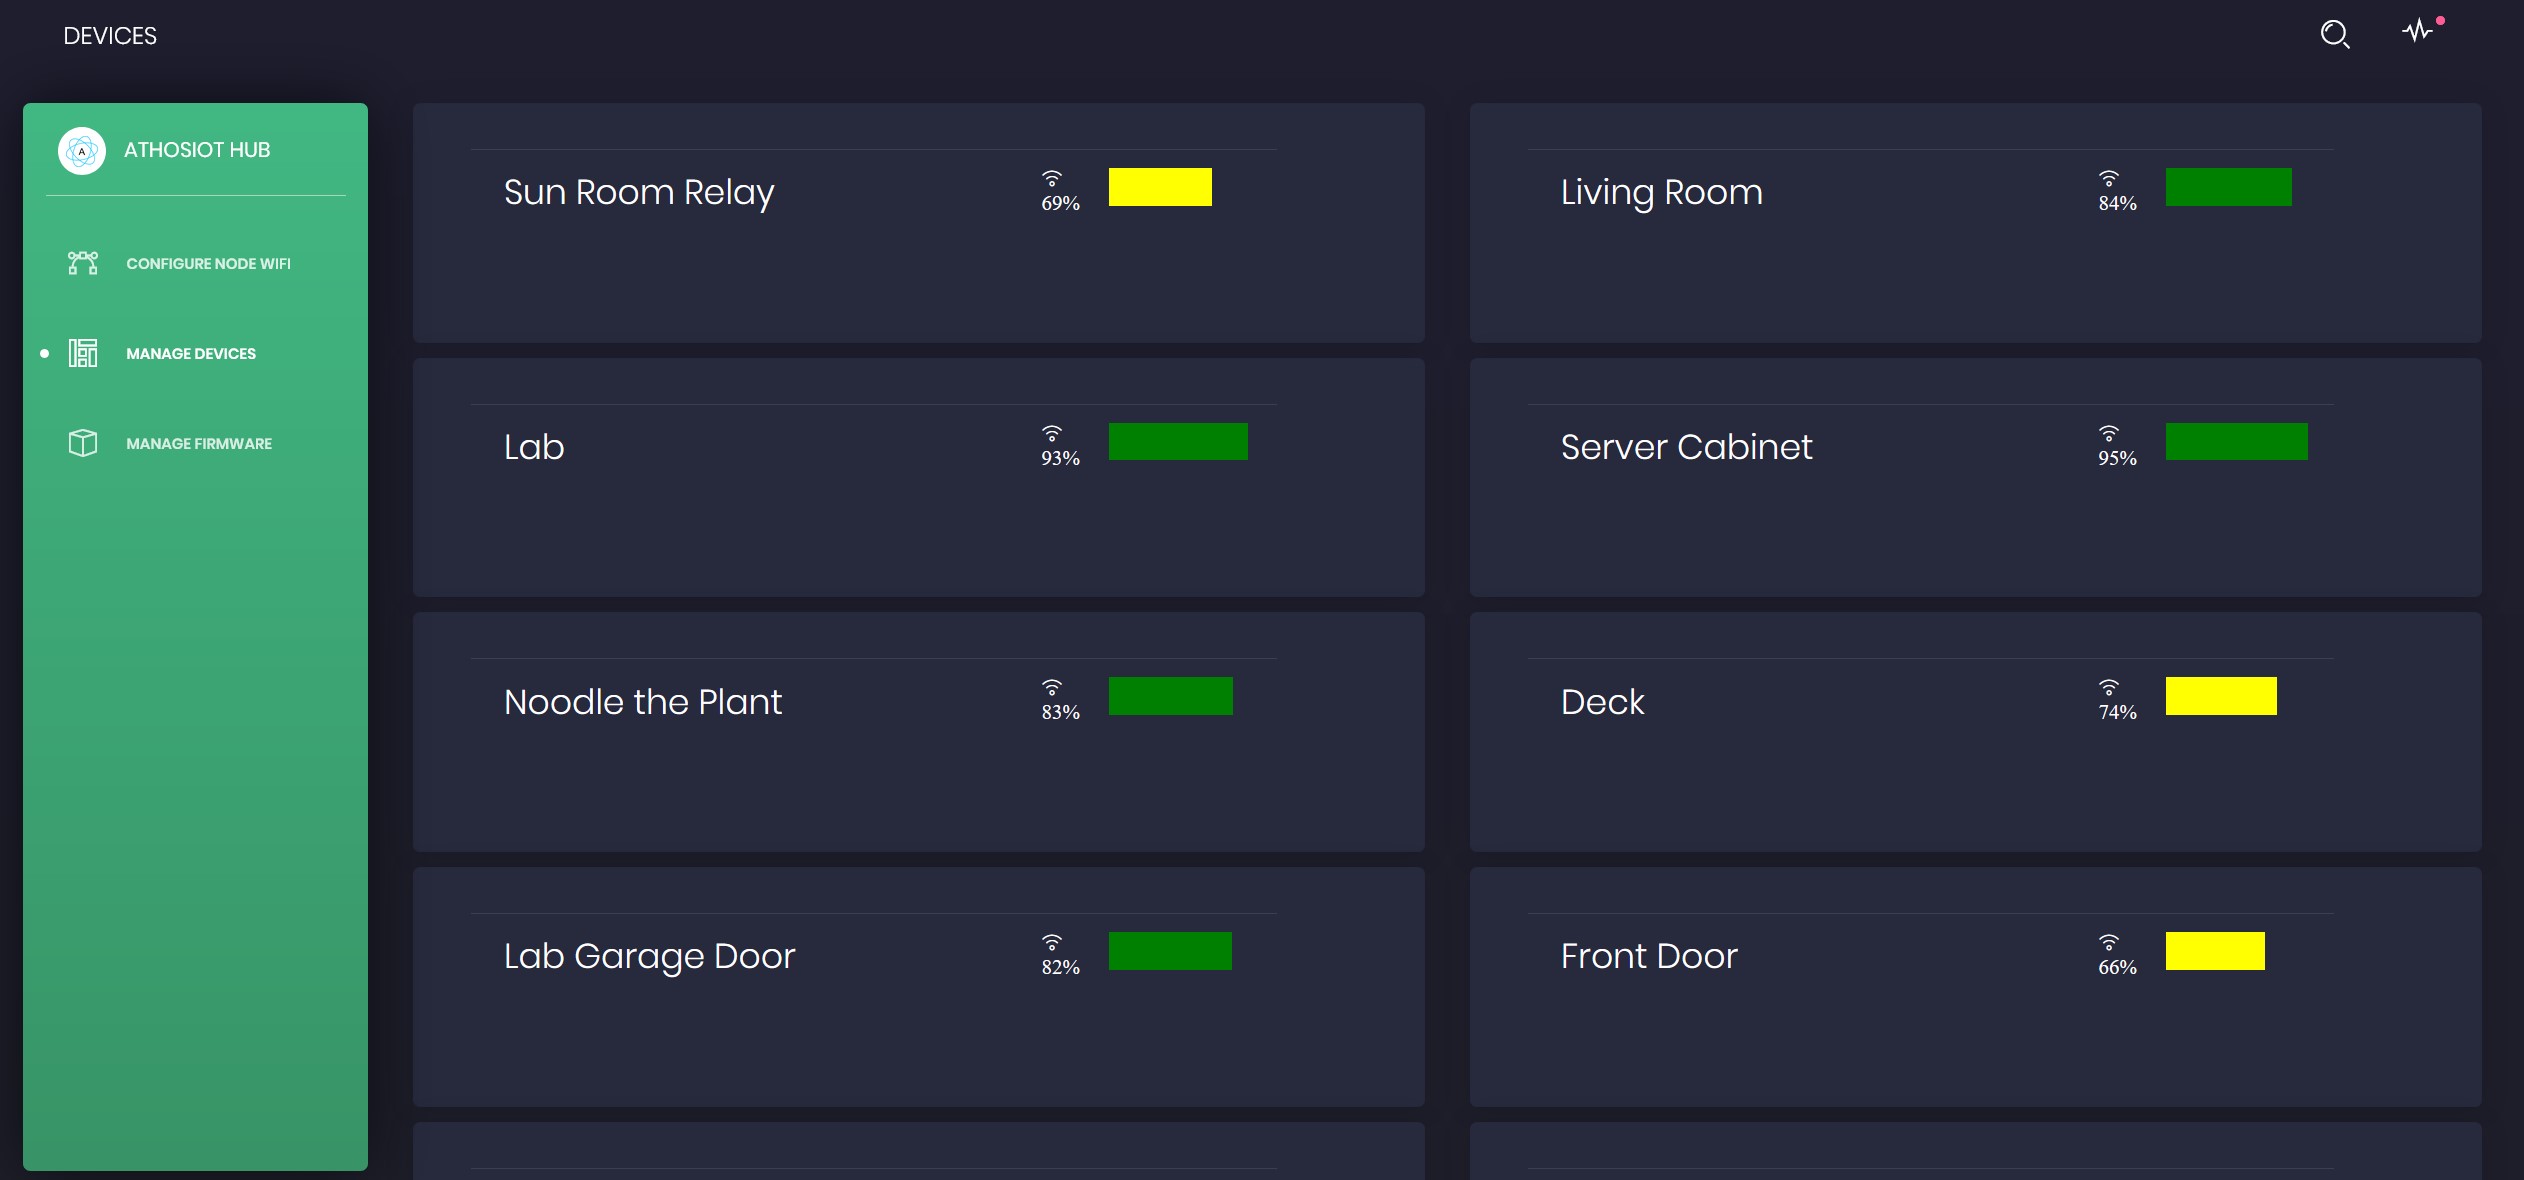 DEVICES
A
ATHOSIOT HUB
CONFIGURE NODE WIFI
MANAGE DEVICES
MANAGE FIRMWARE
Sun Room Relay
69%
Living Room
84%
Lab
93%
Server Cabinet
95%
Noodle the Plant
83%
Deck
74%
Lab Garage Door
82%
Front Door
66%